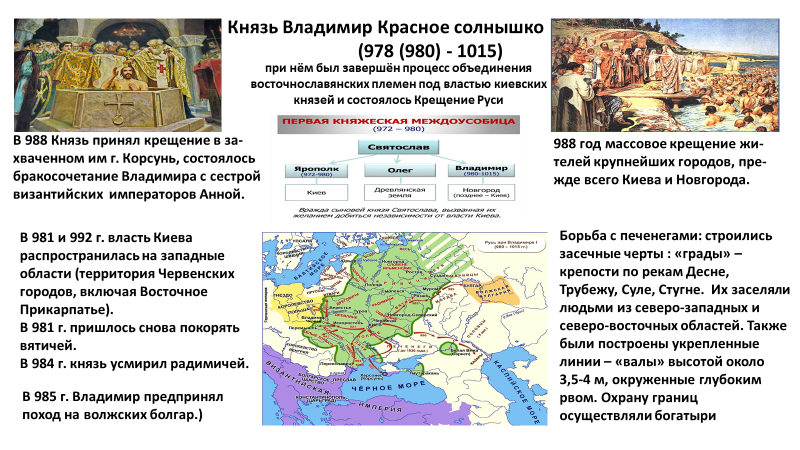 Князь Владимир Красное солнышко
(978 (980) - 1015)
при нём был завершён процесс объединения
восточнославянских племен под властью киевских
князей и состоялось Крещение Руси
В 988 Князь принял крещение в за-
хваченном им г. Корсунь, состоялось
бракосочетание Владимира с сестрой
византийских императоров Анной.
ПЕРВАЯ КНЯЖЕСКАЯ МЕЖДОУСОБИЦА
(972 – 980)
Святослав
Ярополк
(972-980)
Олег
Владимир
(980-1015)
Киев
Древлянская
земля
Новгород
(позднее – Киев)
Вражда сыновей князя Святослава, вызванная их
желанием добиться независимости от власти Киева.
988 год массовое крещение жи-
телей крупнейших городов, пре-
жде всего Киева и Новгорода.
В 981 и 992 г. власть Киева
распространилась на западные
области (территория Червенских
городов, включая Восточное
Прикарпатье).
В 981 г. пришлось снова покорять
вятичей.
В 984 г. князь усмирил радимичей.
В 985 г. Владимир предпринял
поход на волжских болгар.)
Русь при Владимире I
(980 – 1015 гг.)
ЧЁРНОЕ МОРЕ
КАСПИЙСКОЕ МОРЕ
ВИЗАНТИЙСКАЯ
ИМПЕРИЯ
КОНСТАНТИНОПОЛЬ
(ЦАРЬГРАД)
Борьба с печенегами: строились
засечные черты : «грады» –
крепости по рекам Десне,
Трубежу, Суле, Стугне.  Их заселяли
людьми из северо-западных и
северо-восточных областей. Также
были построены укрепленные
линии – «валы» высотой около
3,5-4 м, окруженные глубоким
рвом. Охрану границ
осуществляли богатыри